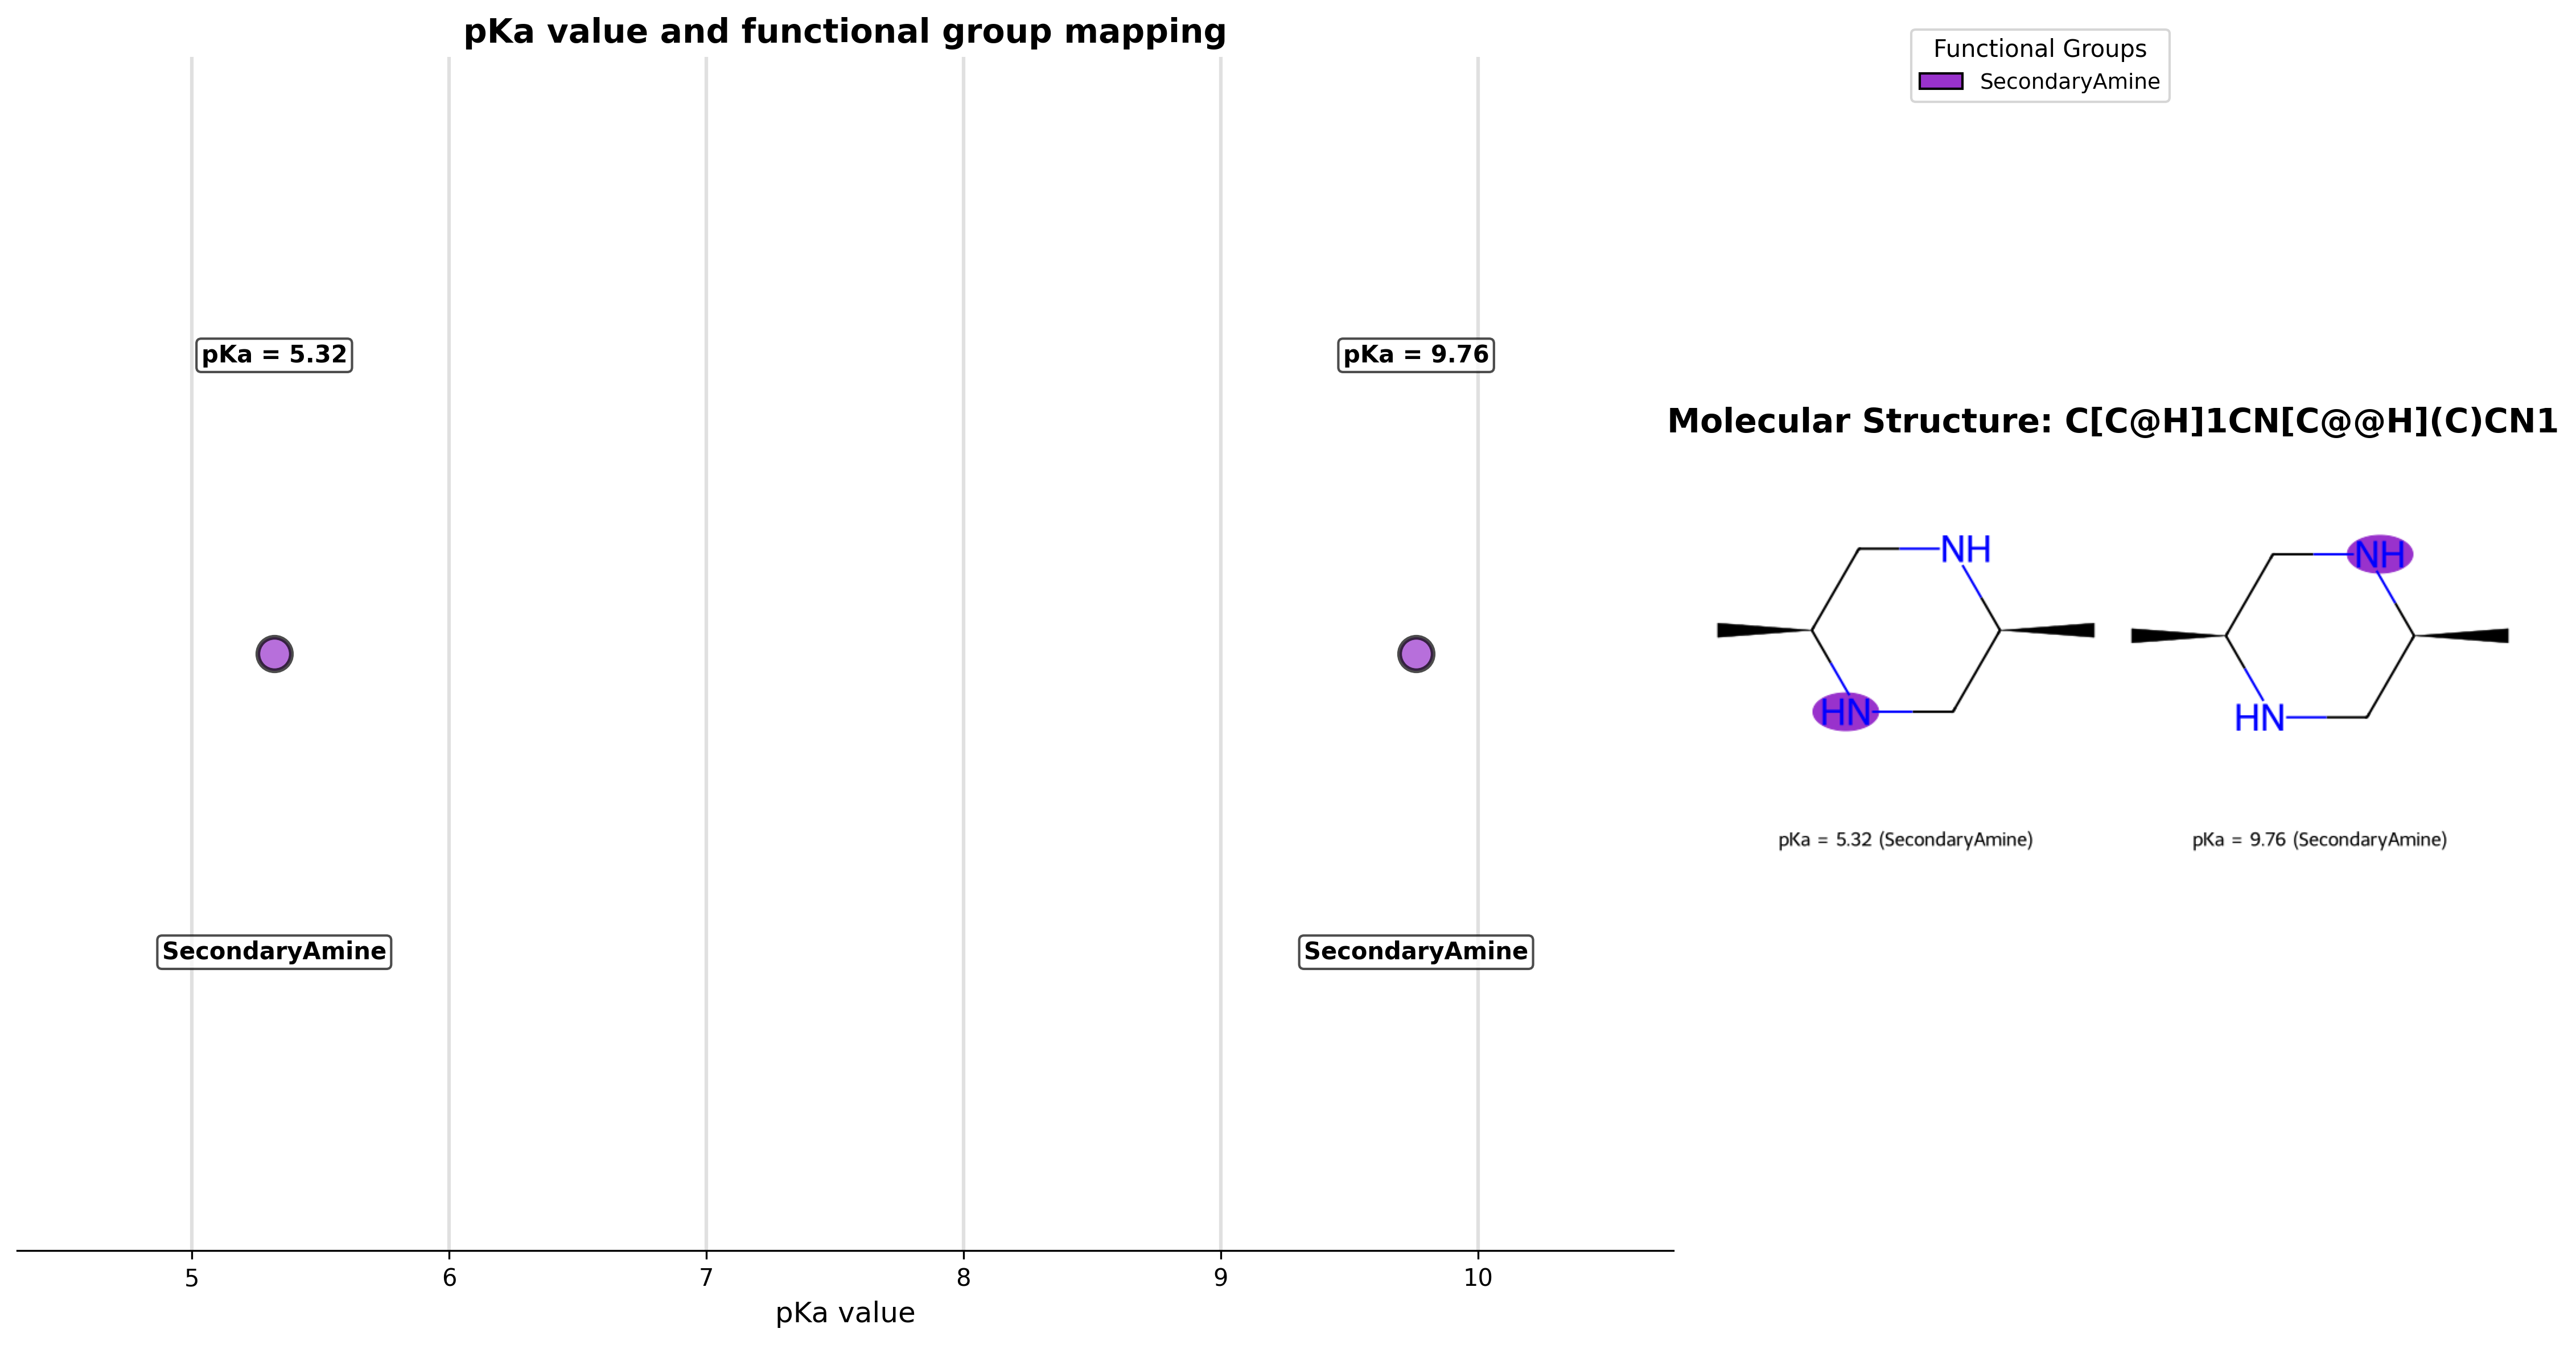 pKa value and functional group mapping
Functional Groups
SecondaryAmine
pKa = 5.32
pKa = 9.76
Molecular Structure: C[C@H]1CN[C@@H](C)CN1
NH
HN
NH
HN
pKa = 5.32 (SecondaryAmine)
pKa = 9.76 (SecondaryAmine)
SecondaryAmine
SecondaryAmine
5
6
7
8
9
10
pKa value